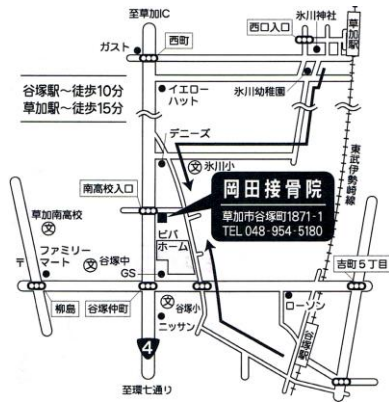 至草加IC
氷川神社
西口入口
草加駅
ガスト
西町
谷塚駅~徒歩10分
草加駅~徒歩15分
イエロー
ハット
氷川幼稚園
デニーズ
東武伊勢崎線
文 氷川小
南高校入口
岡田接骨院
草加市谷塚町1871-1
TEL 048-954-5180
草加南高校
文
ビバ
ホーム
ファミリー
マート
文 谷塚中
GS
吉町5丁目
〒
柳島
谷塚仲町
文 谷塚小
ニッサン
ローソン
谷塚駅
4
至環七通り